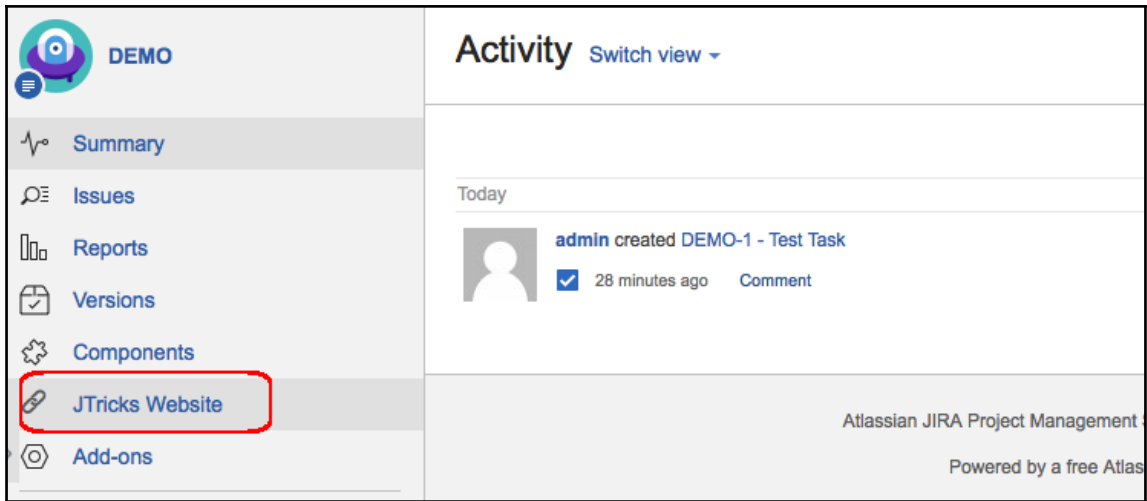 DEMO
Summary
Issues
Reports
Versions
Components
JTricks Website
Add-ons
Activity Switch view
Today
admin created DEMO-1 - Test Task
28 minutes ago Comment
Atlassian JIRA Project Management
Powered by a free Atlas